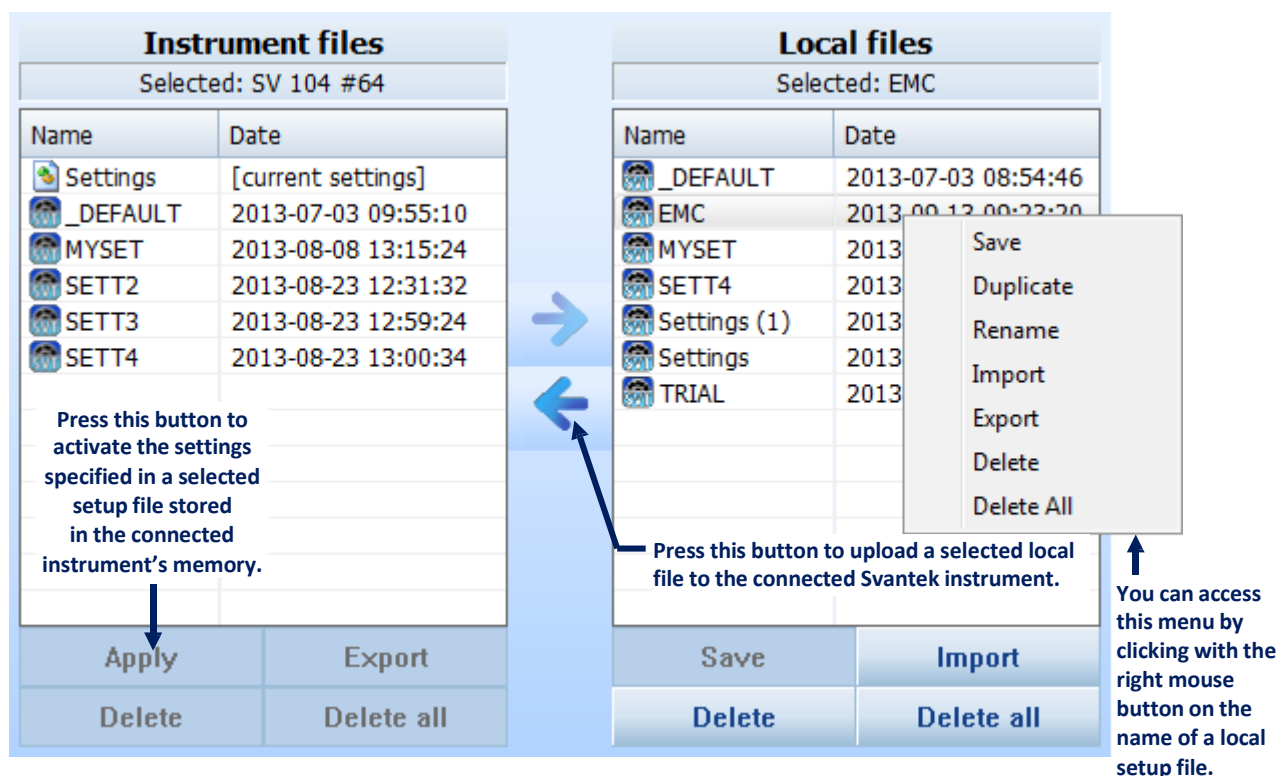 Instrument files
Selected: SV 104 #64
Name Date
Settings [current settings]
_DEFAULT 2013-07-03 09:55:10
MYSET 2013-08-08 13:15:24
SETT2 2013-08-23 12:31:32
SETT3 2013-08-23 12:59:24
SETT4 2013-08-23 13:00:34
Press this button to
activate the settings
specified in a selected
setup file stored
in the connected
instrument's memory.
Apply Export
Delete Delete all
Local files
Selected: EMC
Name Date
_DEFAULT 2013-07-03 08:54:46
EMC 2013-09-13 09:23:20
MYSET 2013
SETT4 2013
Settings (1) 2013
Settings 2013
TRIAL 2013
Save
Duplicate
Rename
Import
Export
Delete
Delete All
Press this button to upload a selected local
file to the connected Svantek instrument.
Save Import
Delete Delete all
You can access
this menu by
clicking with the
right mouse
button on the
name of a local
setup file.